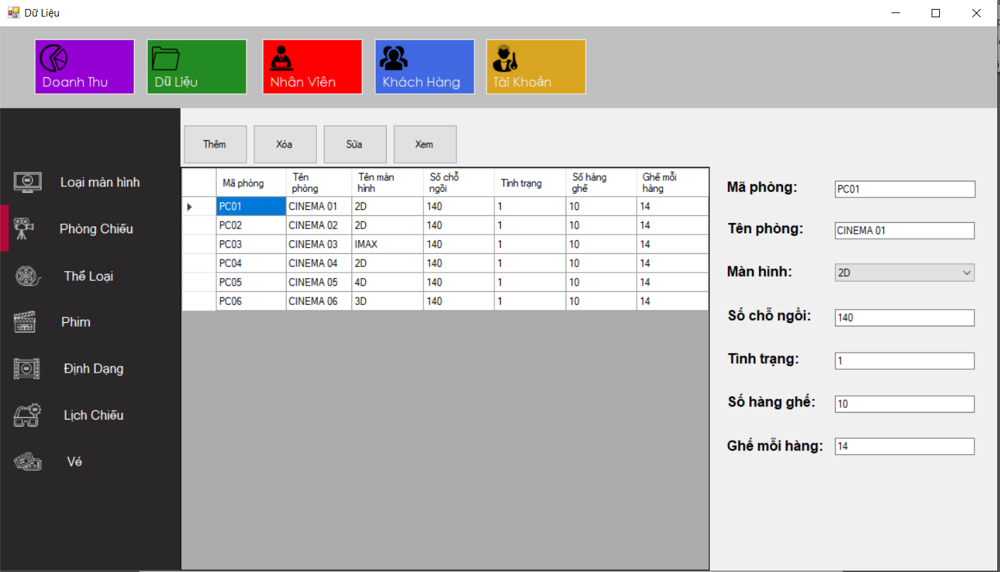 Dữ Liệu
Doanh Thu
Dữ Liệu
Nhân Viên
Khách Hàng
Tài Khoản
Thêm
Xóa
Sửa
Xem
Loại màn hình
Phòng Chiếu
Thể Loại
Phim
Định Dạng
Lịch Chiếu
Vé
Mã phòng
Tên phòng
Tên màn hình
Số chỗ ngồi
Tình trạng
Số hàng ghế
Ghế mỗi hàng
PC01 CINEMA 01 2D 140 1 10 14
PC02 CINEMA 02 2D 140 1 10 14
PC03 CINEMA 03 IMAX 140 1 10 14
PC04 CINEMA 04 2D 140 1 10 14
PC05 CINEMA 05 4D 140 1 10 14
PC06 CINEMA 06 3D 140 1 10 14
Mã phòng: PC01
Tên phòng: CINEMA 01
Màn hình: 2D
Số chỗ ngồi: 140
Tình trạng: 1
Số hàng ghế: 10
Ghế mỗi hàng: 14